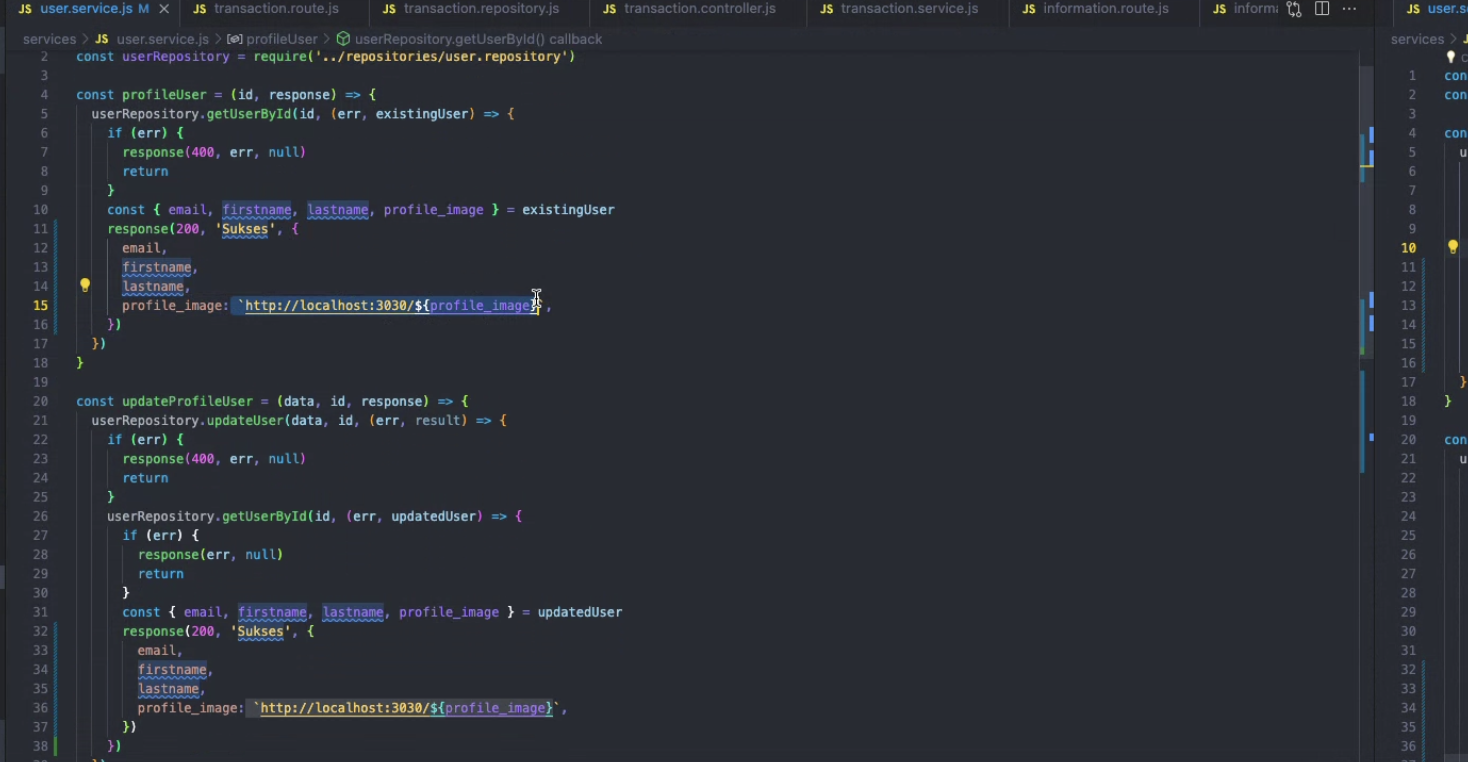 JS user.service.js M × JS transaction.route.js JS transaction.repository.js JS transaction.controller.js JS transaction.service.js JS information.route.js JS informa ··· JS user.s
services > JS user.service.js > profileUser > userRepository.getUserById() callback services >
2 const userRepository = require('../repositories/user.repository')
3
4 const profileUser = (id, response) => {
5 userRepository.getUserById(id, (err, existingUser) => {
6 if (err) {
7 response(400, err, null)
8 return
9 }
10 const { email, firstname, lastname, profile_image } = existingUser
11 response(200, 'Sukses', {
12 email,
13 firstname,
14 lastname,
15 profile_image: `http://localhost:3030/${profile_image}`,
16 })
17 })
18 }
19
20 const updateProfileUser = (data, id, response) => {
21 userRepository.updateUser(data, id, (err, result) => {
22 if (err) {
23 response(400, err, null)
24 return
25 }
26 userRepository.getUserById(id, (err, updatedUser) => {
27 if (err) {
28 response(err, null)
29 return
30 }
31 const { email, firstname, lastname, profile_image } = updatedUser
32 response(200, 'Sukses', {
33 email,
34 firstname,
35 lastname,
36 profile_image: `http://localhost:3030/${profile_image}`,
37 })
38 })
1 con
2 con
3
4 con
5 u
6
7
8
9
10
11
12
13
14
15
16
17 }
18 }
19
20 con
21 u
22
23
24
25
26
27
28
29
30
31
32
33
34
35
36